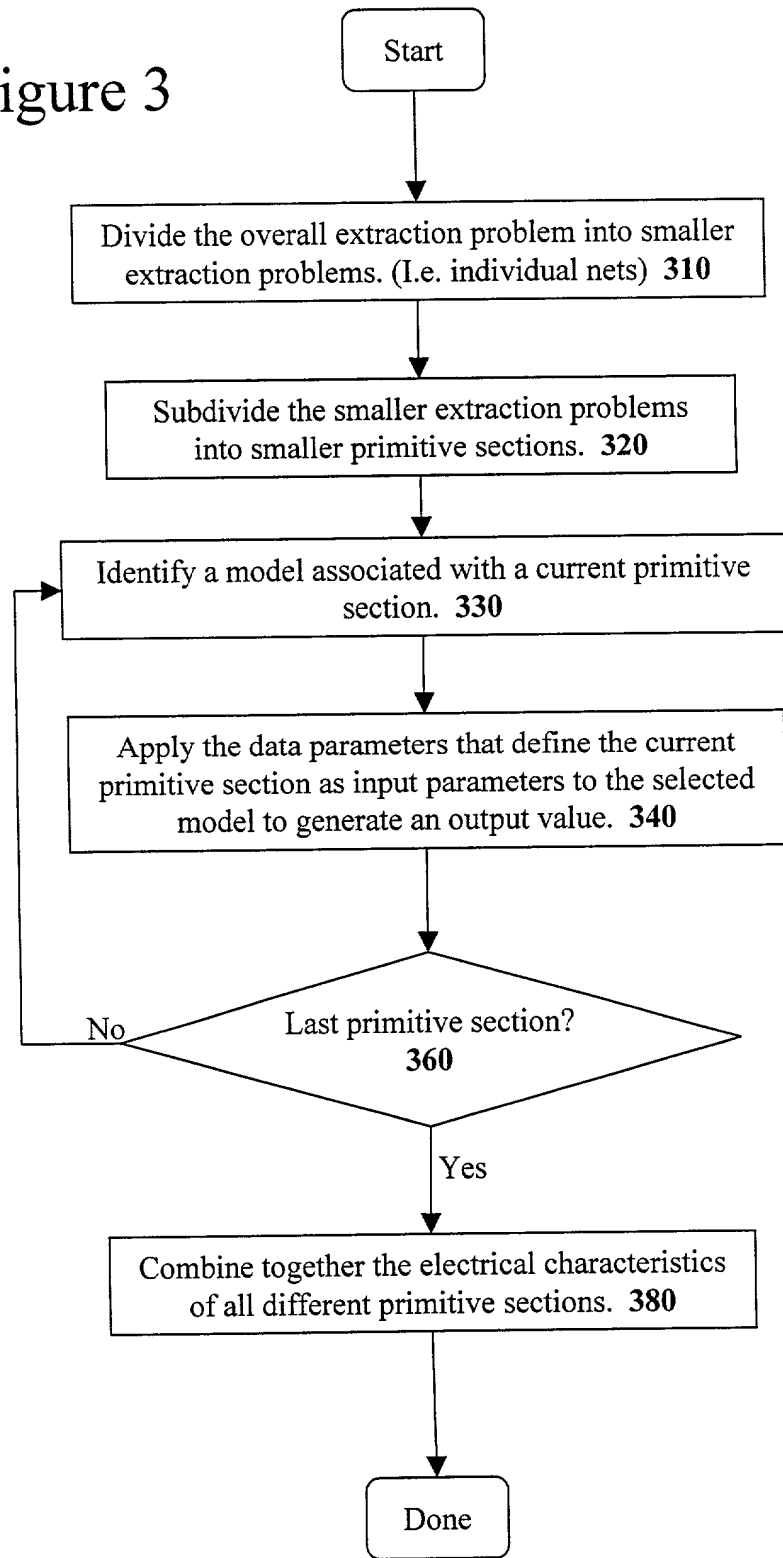 Start
igure 3
Divide the overall extraction problem into smaller
extraction problems. (I.e. individual nets) 310
Subdivide the smaller extraction problems
into smaller primitive sections. 320
Identify a model associated with a current primitive
section. 330
Apply the data parameters that define the current
primitive section as input parameters to the selected
model to generate an output value. 340
Last primitive section?
360
No
Yes
Combine together the electrical characteristics
of all different primitive sections. 380
Done